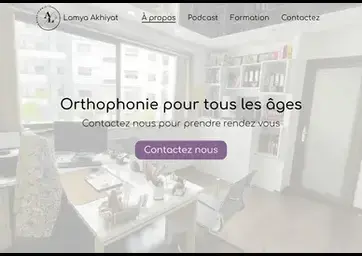 Lamya Akhiyat À propos Podcast Formation Contactez
Orthophonie pour tous les âges
Contactez nous pour prendre rendez vous
Contactez nous